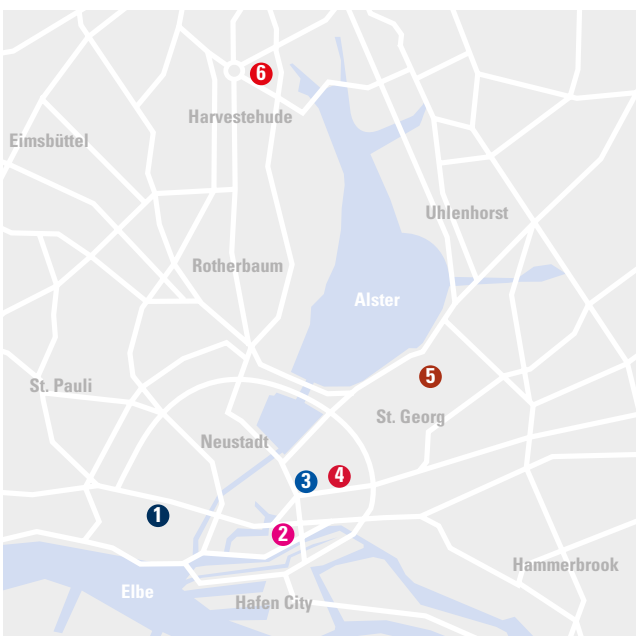 6
Harvestehude
Eimsbüttel
Uhlenhorst
Rotherbaum
Alster
5
St. Pauli
St. Georg
Neustadt
3
4
1
2
Hammerbrook
Elbe
Hafen City